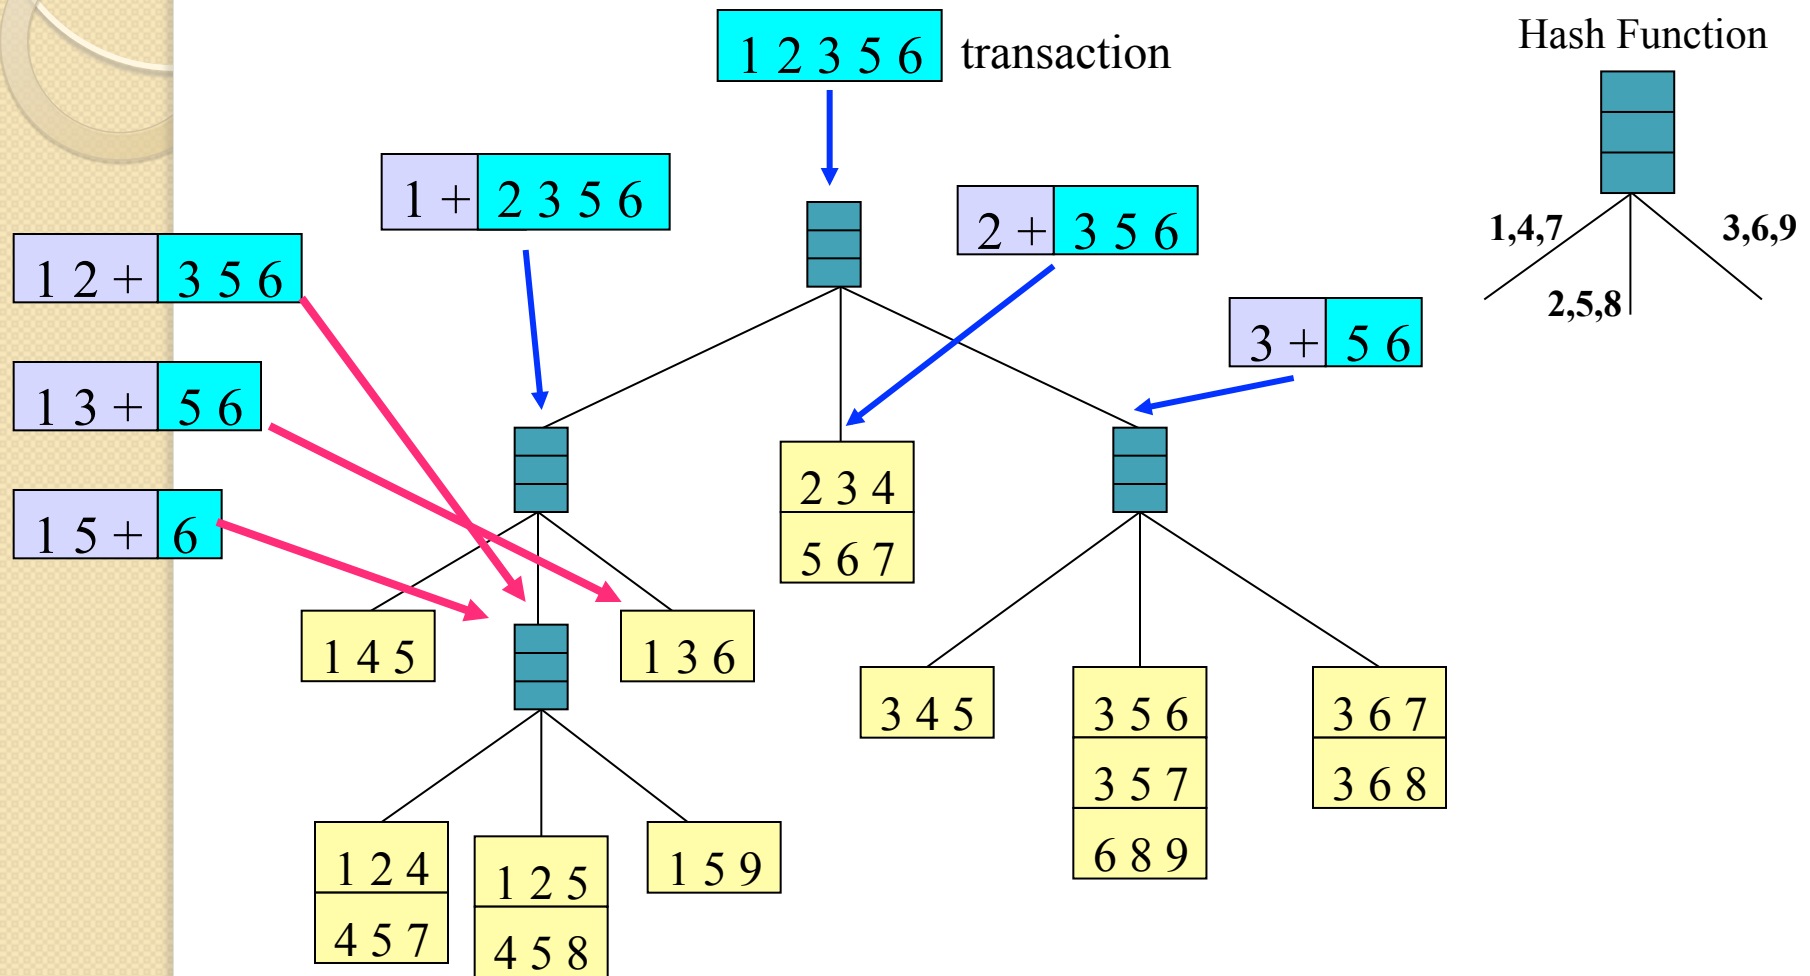 1 2 3 5 6 transaction
Hash Function
1,4,7
2,5,8
3,6,9
1 + 2 3 5 6
2 + 3 5 6
3 + 5 6
1 2 + 3 5 6
1 3 + 5 6
1 5 + 6
2 3 4
5 6 7
1 4 5
1 3 6
3 4 5
3 5 6
3 5 7
6 8 9
3 6 7
3 6 8
1 2 4
4 5 7
1 2 5
4 5 8
1 5 9